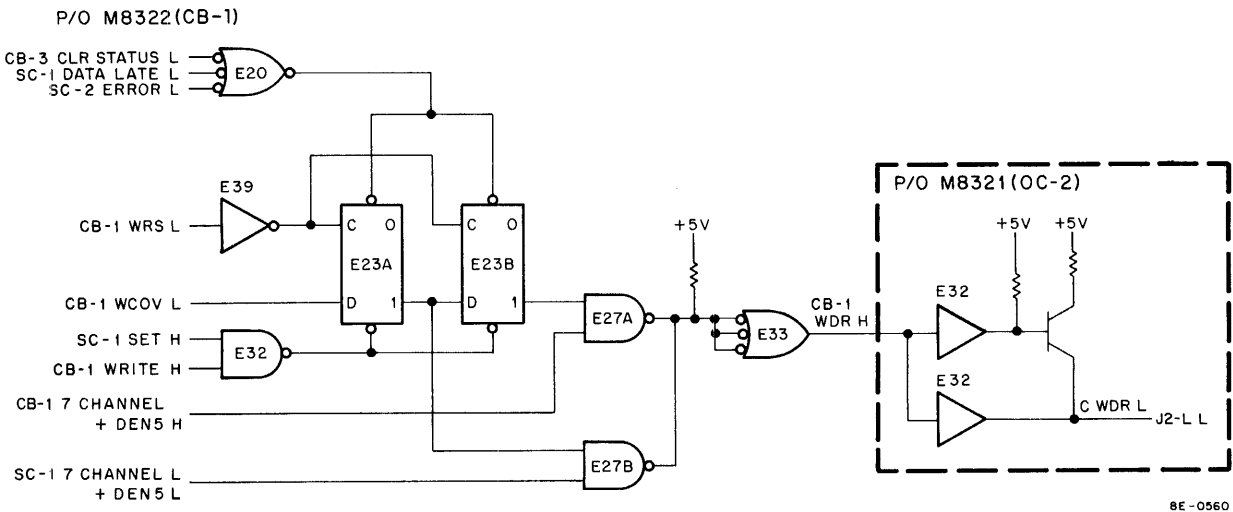 P/O M8322(CB-1)
CB-3 CLR STATUS L
SC-1 DATA LATE L
SC-2 ERROR L
E20
E39
CB-1 WRS L
C O
E23A
D 1
C O
E23B
D 1
CB-1 WCOV L
SC-1 SET H
CB-1 WRITE H
E32
CB-1 7 CHANNEL
+ DEN5 H
SC-1 7 CHANNEL L
+ DEN5 L
E27A
E27B
+5V
E33
CB-1
WDR H
P/O M8321(OC-2)
+5V
+5V
E32
E32
C WDR L
J2-L L
8E-0560